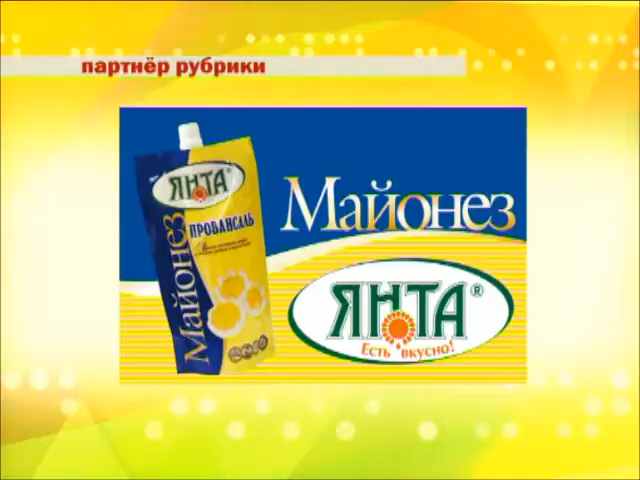 партнёр рубрики
ЯНТА®
ПРОВАНСАЛЬ
Майонез
Майонез
ЯНТА®
Есть вкусно!